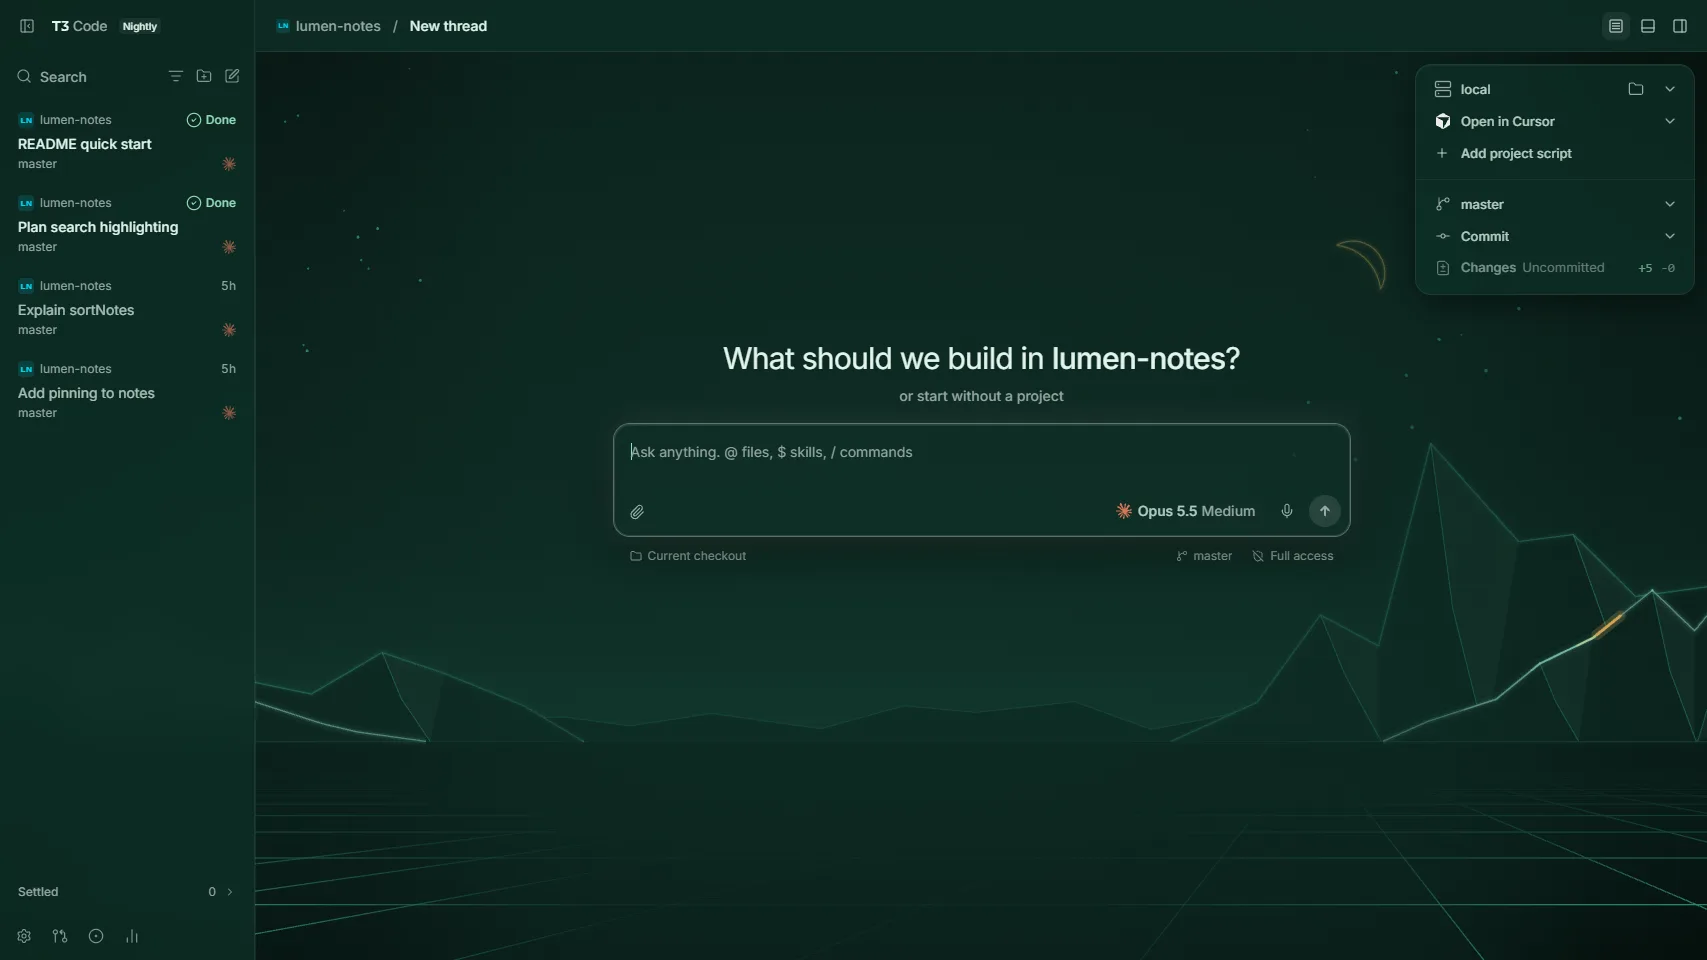 T3 Code Nightly
Search
LN lumen-notes Done
README quick start
master
LN lumen-notes Done
Plan search highlighting
master
LN lumen-notes 5h
Explain sortNotes
master
LN lumen-notes 5h
Add pinning to notes
master
Settled 0
LN lumen-notes / New thread
What should we build in lumen-notes?
or start without a project
Ask anything. @ files, $ skills, / commands
Opus 5.5 Medium
Current checkout
master
Full access
local
Open in Cursor
Add project script
master
Commit
Changes Uncommitted +5 -0